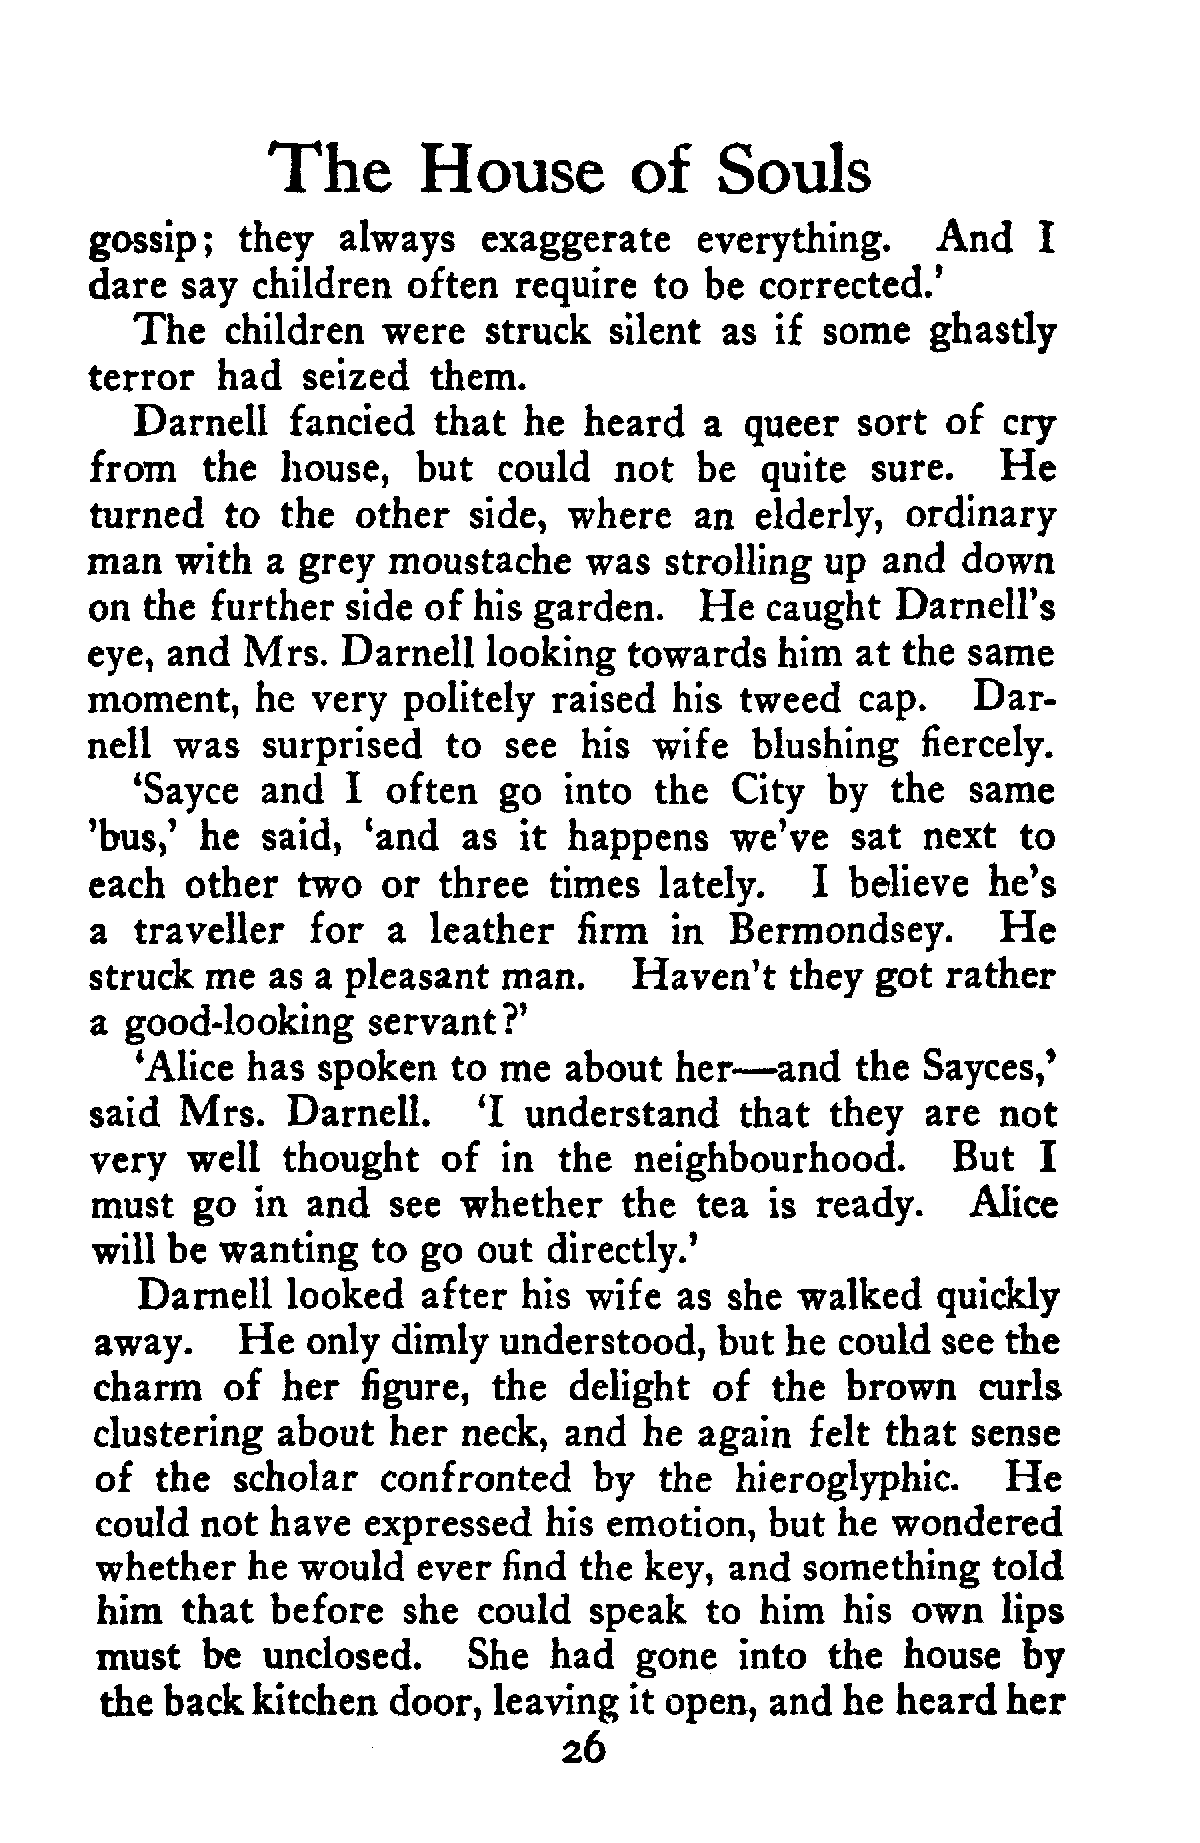 The House of Souls
gossip; they always exaggerate everything. And I
dare say children often require to be corrected.'
The children were struck silent as if some ghastly
terror had seized them.
Darnell fancied that he heard a queer sort of cry
from the house, but could not be quite sure. He
turned to the other side, where an elderly, ordinary
man with a grey moustache was strolling up and down
on the further side of his garden. He caught Darnell's
eye, and Mrs. Darnell looking towards him at the same
moment, he very politely raised his tweed cap. Dar-
nell was surprised to see his wife blushing fiercely.
'Sayce and I often go into the City by the same
'bus,' he said, 'and as it happens we've sat next to
each other two or three times lately. I believe he's
a traveller for a leather firm in Bermondsey. He
struck me as a pleasant man. Haven't they got rather
a good-looking servant?'
'Alice has spoken to me about her—and the Sayces,'
said Mrs. Darnell. 'I understand that they are not
very well thought of in the neighbourhood. But I
must go in and see whether the tea is ready. Alice
will be wanting to go out directly.'
Darnell looked after his wife as she walked quickly
away. He only dimly understood, but he could see the
charm of her figure, the delight of the brown curls
clustering about her neck, and he again felt that sense
of the scholar confronted by the hieroglyphic. He
could not have expressed his emotion, but he wondered
whether he would ever find the key, and something told
him that before she could speak to him his own lips
must be unclosed. She had gone into the house by
the back kitchen door, leaving it open, and he heard her
26